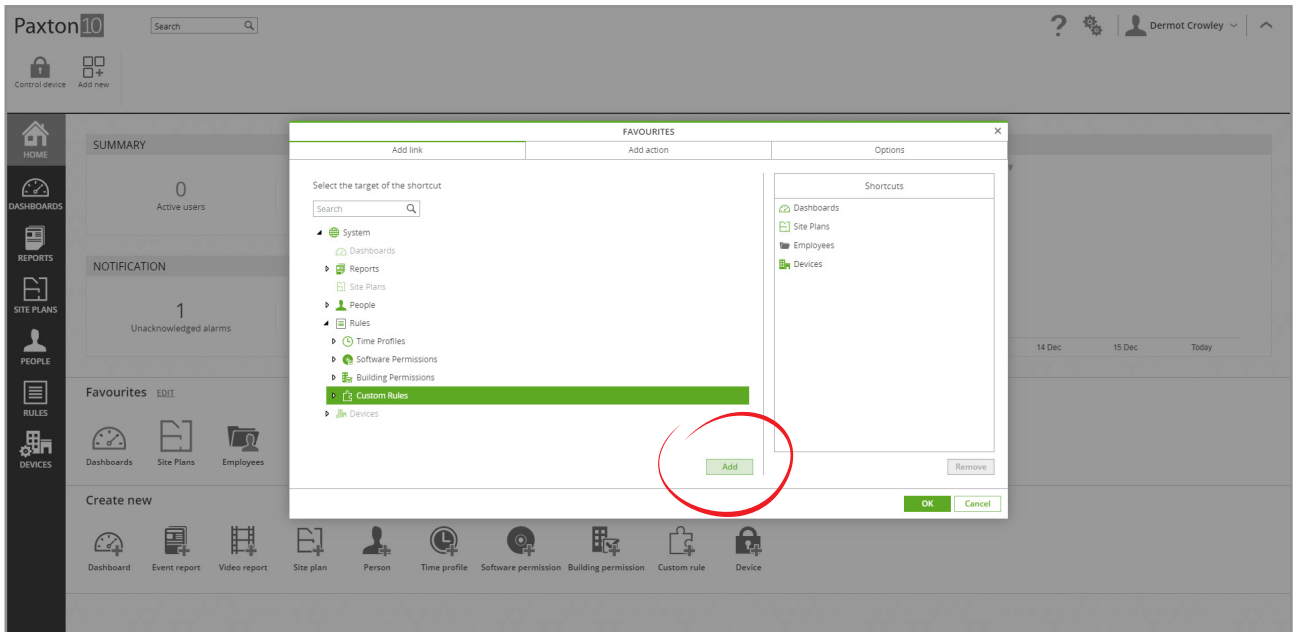 Paxton10
Search
Dermot Crowley
Control device
Add new
HOME
DASHBOARDS
REPORTS
SITE PLANS
PEOPLE
RULES
DEVICES
SUMMARY
0
Active users
NOTIFICATION
1
Unacknowledged alarms
y
14 Dec
15 Dec
Today
FAVOURITES
Add link
Add action
Options
Select the target of the shortcut
Search
System
Dashboards
Reports
Site Plans
People
Rules
Time Profiles
Software Permissions
Building Permissions
Custom Rules
Devices
Add
Shortcuts
Dashboards
Site Plans
Employees
Devices
Remove
OK
Cancel
Favourites EDIT
Dashboards
Site Plans
Employees
Create new
Dashboard
Event report
Video report
Site plan
Person
Time profile
Software permission
Building permission
Custom rule
Device